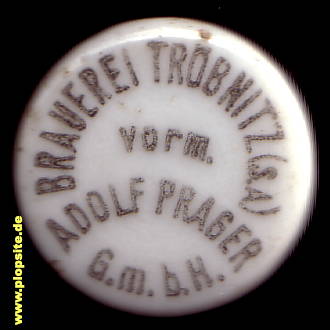 BRAUEREI TRÖBNITZ (S.A)
vorm.
ADOLF PRAGER
G.m.b.H.
www.plopsite.de